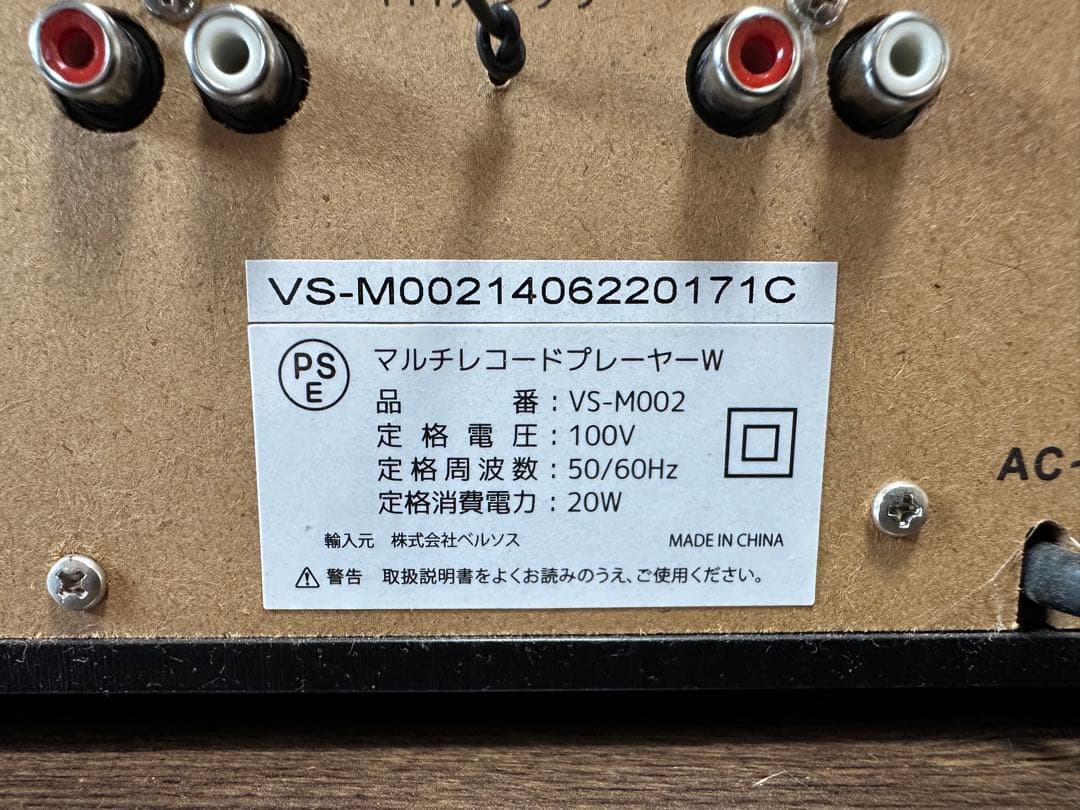 VS-M0021406220171C
PS
E
マルチレコードプレーヤーW
品 番 : VS-M002
定格電圧 : 100V
定格周波数 : 50/60Hz
定格消費電力 : 20W
輸入元 株式会社ベルソス MADE IN CHINA
警告 取扱説明書をよくお読みのうえ、ご使用ください。
AC-